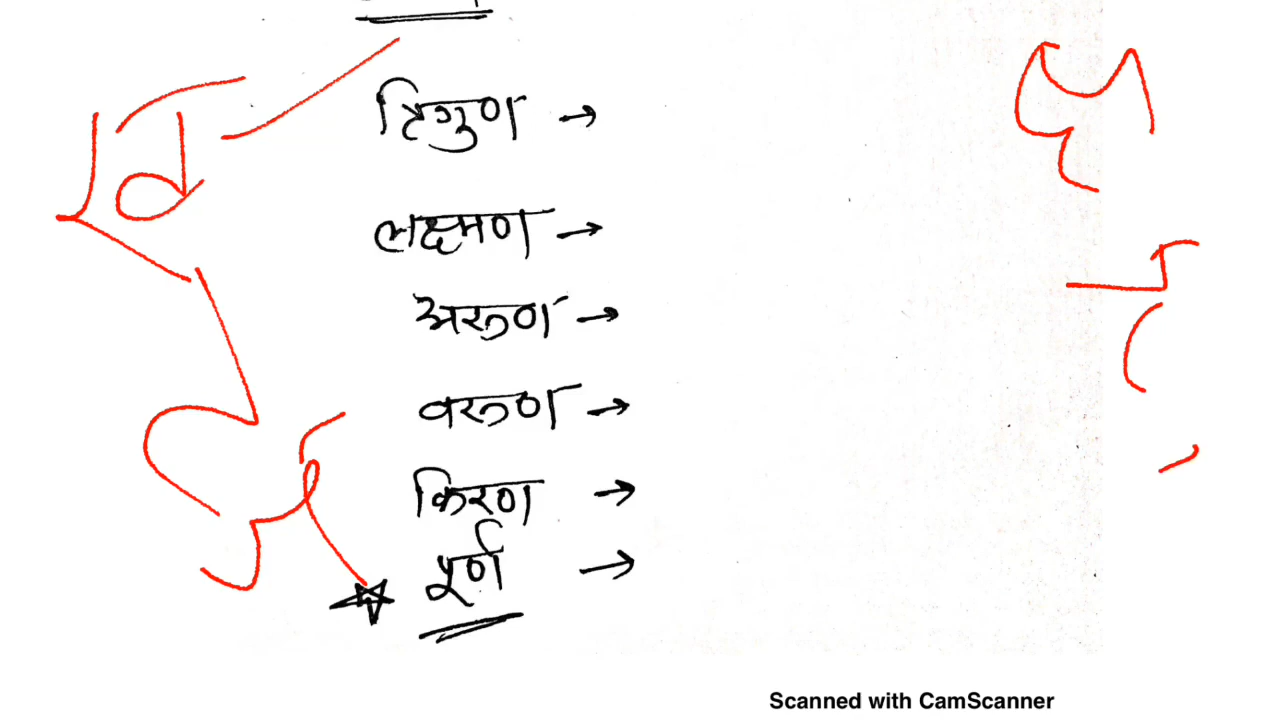 त्रिगुण →
लक्ष्मण →
अरुण →
वरुण →
किरण →
पूर्ण →
Scanned with CamScanner